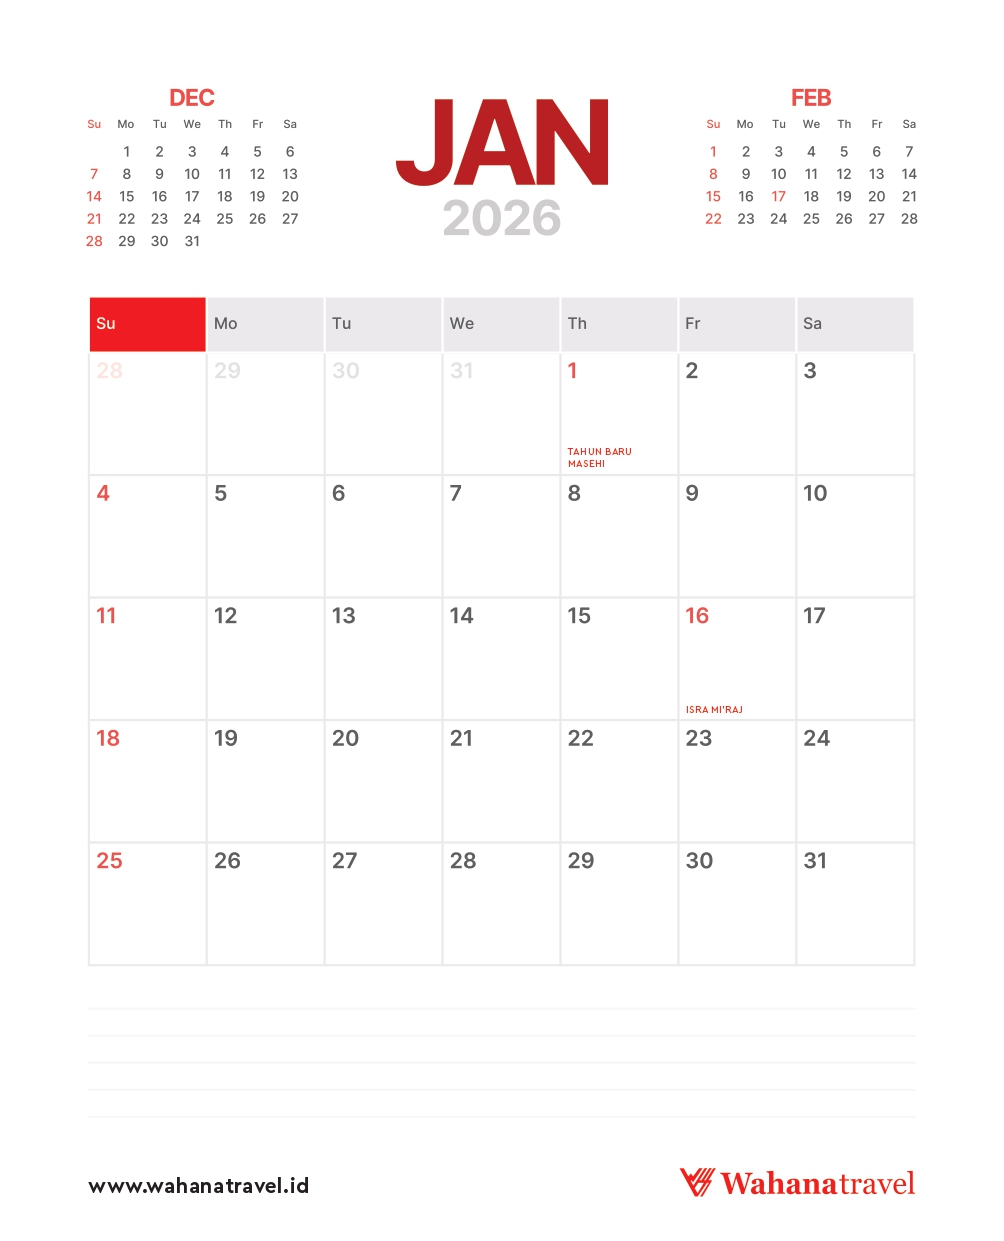 DEC
Su Mo Tu We Th Fr Sa
1 2 3 4 5 6
7 8 9 10 11 12 13
14 15 16 17 18 19 20
21 22 23 24 25 26 27
28 29 30 31
JAN
2026
FEB
Su Mo Tu We Th Fr Sa
1 2 3 4 5 6 7
8 9 10 11 12 13 14
15 16 17 18 19 20 21
22 23 24 25 26 27 28
Su Mo Tu We Th Fr Sa
28 29 30 31 1 2 3
TAHUN BARU
MASEHI
4 5 6 7 8 9 10
11 12 13 14 15 16 17
ISRA MI'RAJ
18 19 20 21 22 23 24
25 26 27 28 29 30 31
www.wahanatravel.id
Wahanatravel